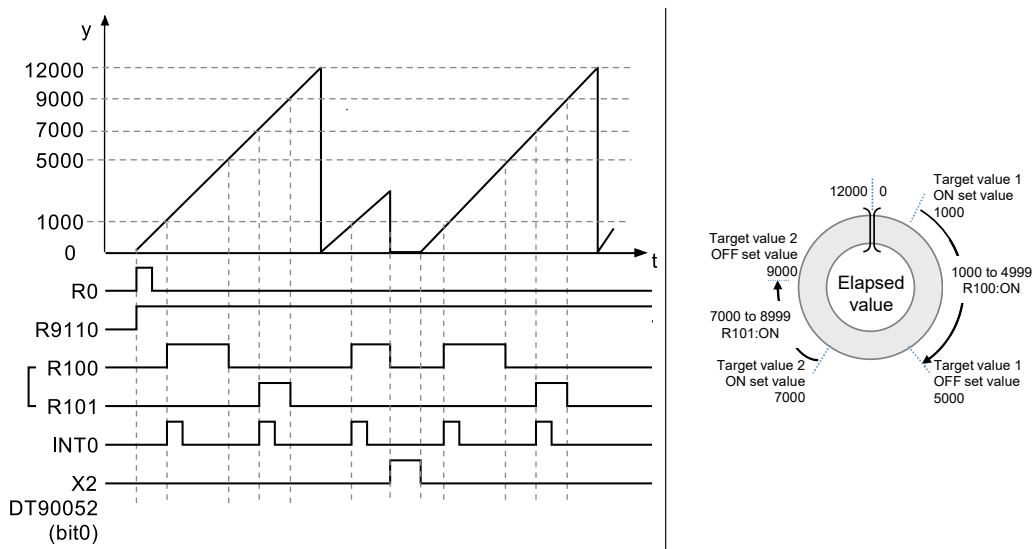 y
12000
9000
7000
5000
1000
0
t
R0
R9110
R100
R101
INT0
X2
DT90052
(bit0)
12000
0
Target value 1
ON set value
1000
Target value 2
OFF set value
9000
Elapsed
value
1000 to 4999
R100:ON
7000 to 8999
R101:ON
Target value 2
ON set value
7000
Target value 1
OFF set value
5000